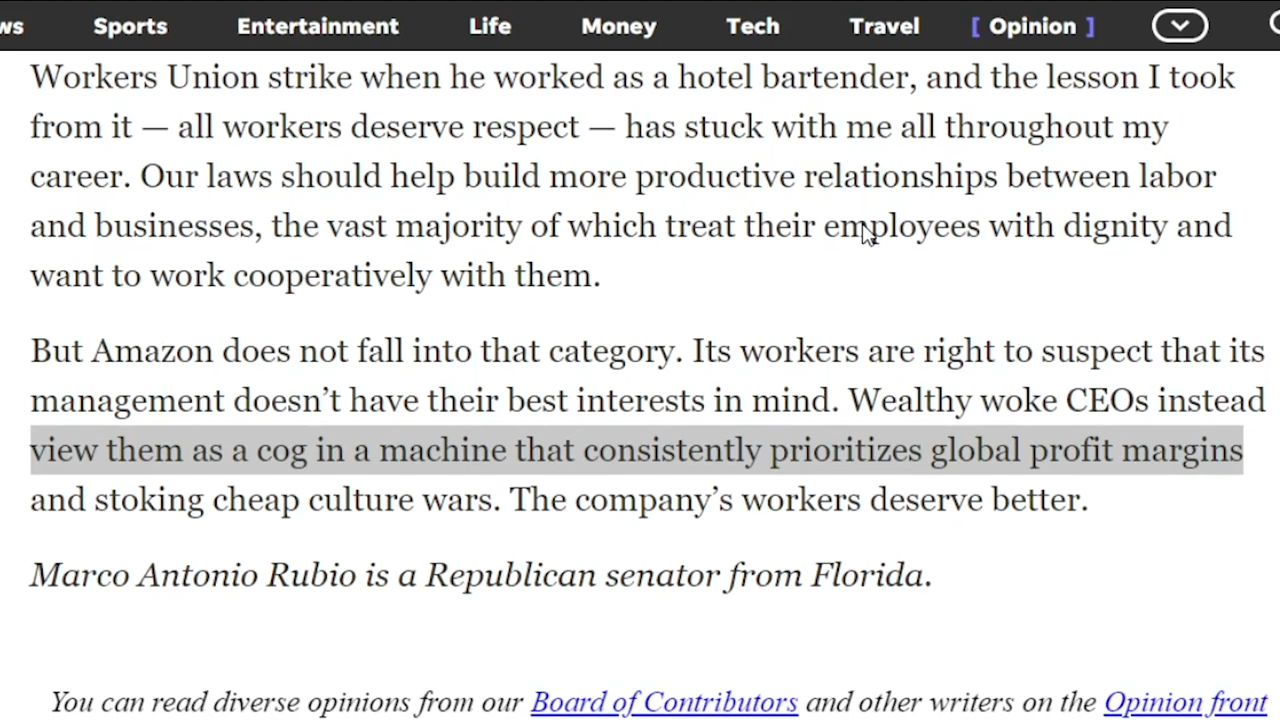 ws Sports Entertainment Life Money Tech Travel [ Opinion ]
Workers Union strike when he worked as a hotel bartender, and the lesson I took
from it — all workers deserve respect — has stuck with me all throughout my
career. Our laws should help build more productive relationships between labor
and businesses, the vast majority of which treat their employees with dignity and
want to work cooperatively with them.
But Amazon does not fall into that category. Its workers are right to suspect that its
management doesn’t have their best interests in mind. Wealthy woke CEOs instead
view them as a cog in a machine that consistently prioritizes global profit margins
and stoking cheap culture wars. The company’s workers deserve better.
Marco Antonio Rubio is a Republican senator from Florida.
You can read diverse opinions from our Board of Contributors and other writers on the Opinion front